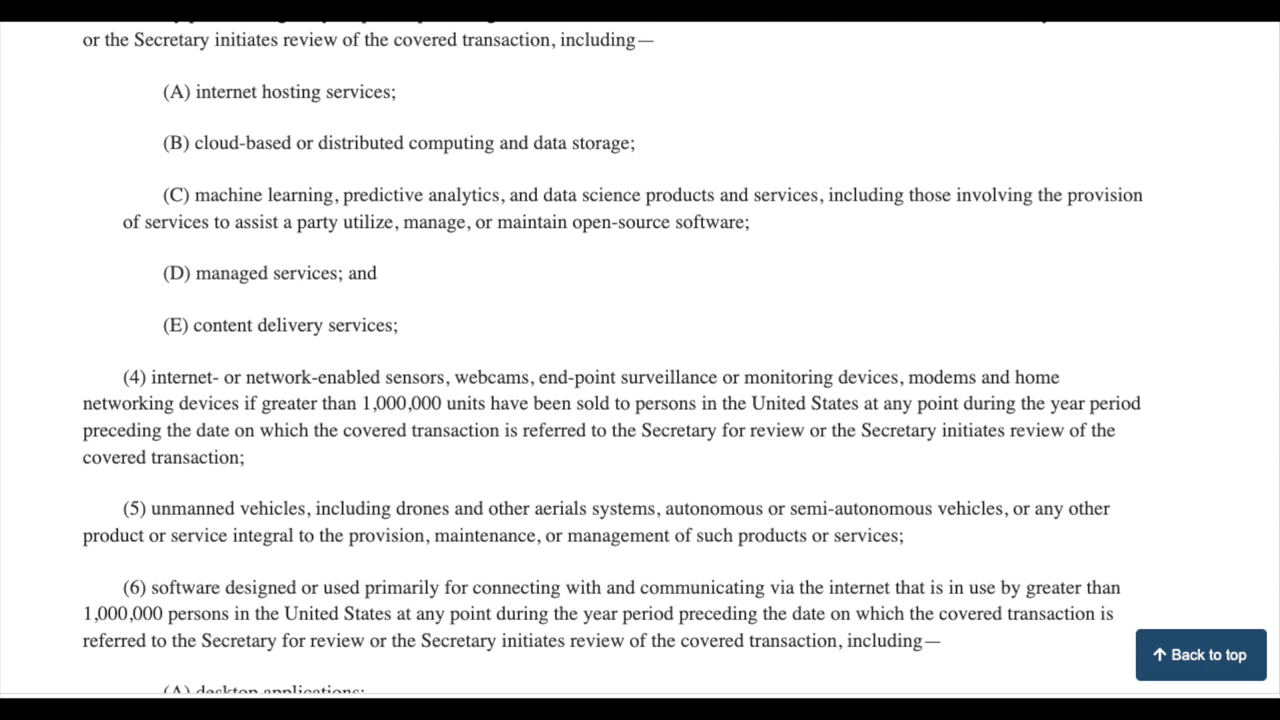 or the Secretary initiates review of the covered transaction, including—
(A) internet hosting services;
(B) cloud-based or distributed computing and data storage;
(C) machine learning, predictive analytics, and data science products and services, including those involving the provision
of services to assist a party utilize, manage, or maintain open-source software;
(D) managed services; and
(E) content delivery services;
(4) internet- or network-enabled sensors, webcams, end-point surveillance or monitoring devices, modems and home
networking devices if greater than 1,000,000 units have been sold to persons in the United States at any point during the year period
preceding the date on which the covered transaction is referred to the Secretary for review or the Secretary initiates review of the
covered transaction;
(5) unmanned vehicles, including drones and other aerials systems, autonomous or semi-autonomous vehicles, or any other
product or service integral to the provision, maintenance, or management of such products or services;
(6) software designed or used primarily for connecting with and communicating via the internet that is in use by greater than
1,000,000 persons in the United States at any point during the year period preceding the date on which the covered transaction is
referred to the Secretary for review or the Secretary initiates review of the covered transaction, including—
↑ Back to top
(A) desktop applications;